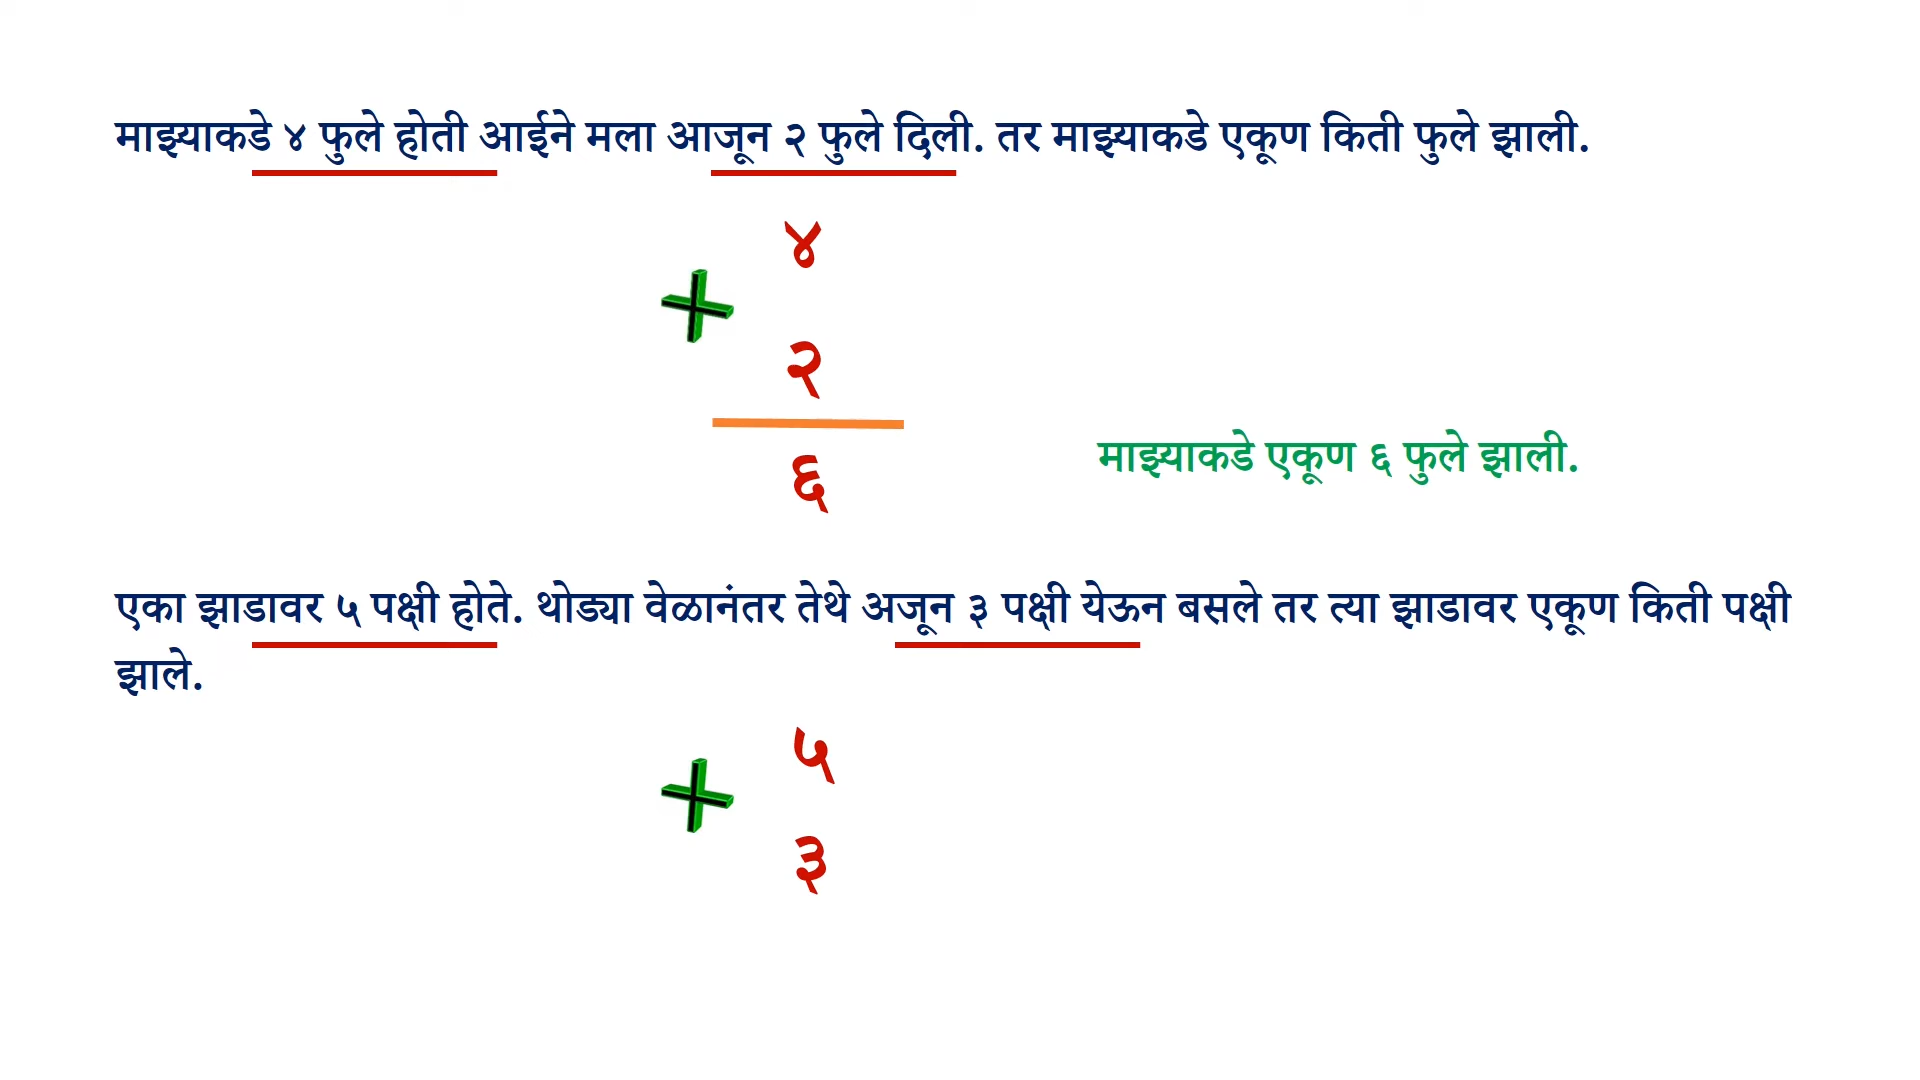 माझ्याकडे ४ फुले होती आईने मला आजून २ फुले दिली. तर माझ्याकडे एकूण किती फुले झाली.
४
+
२
६
माझ्याकडे एकूण ६ फुले झाली.
एका झाडावर ५ पक्षी होते. थोड्या वेळानंतर तेथे अजून ३ पक्षी येऊन बसले तर त्या झाडावर एकूण किती पक्षी
झाले.
५
+
३